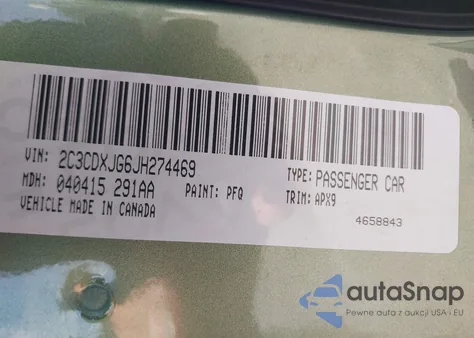 VIN: 2C3CDXJG6JH274469 TYPE: PASSENGER CAR
MDH: 040415 291AA PAINT: PFQ TRIM: APX9
VEHICLE MADE IN CANADA 4658843
autoSnap
Pewne auta z aukcji USA i EU